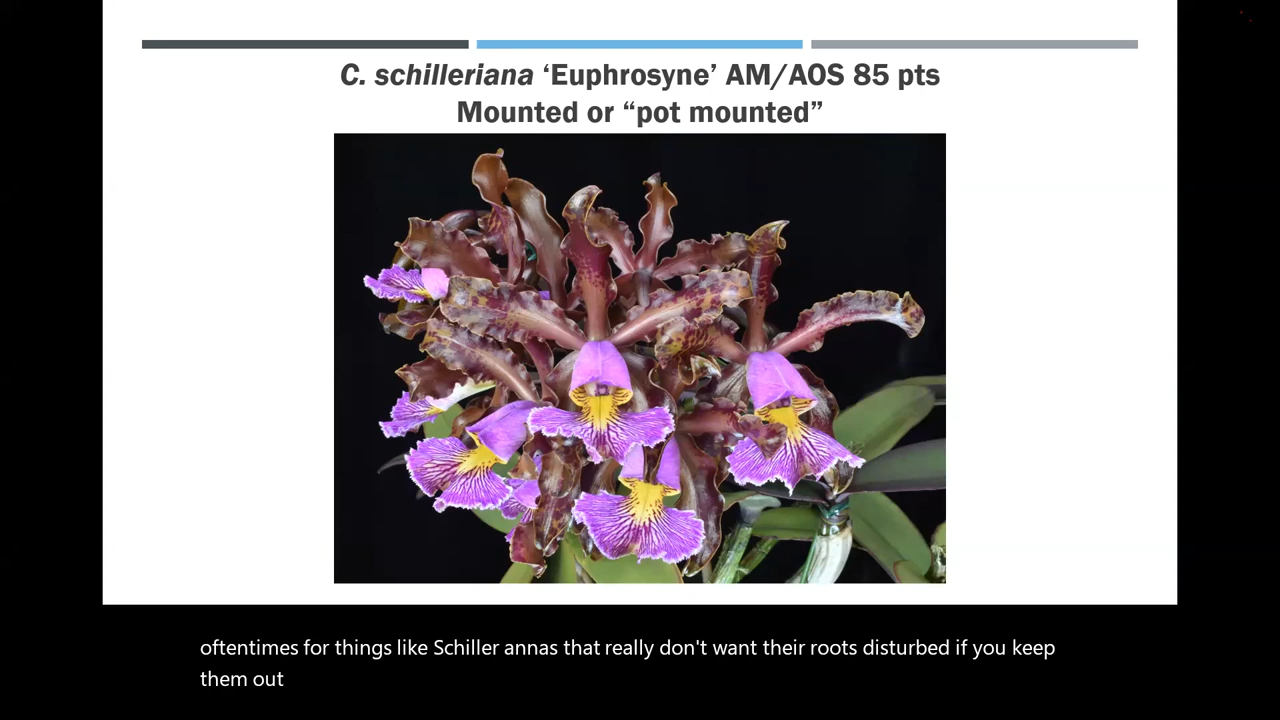 C. schilleriana ‘Euphrosyne’ AM/AOS 85 pts
Mounted or “pot mounted”
oftentimes for things like Schiller annas that really don't want their roots disturbed if you keep
them out